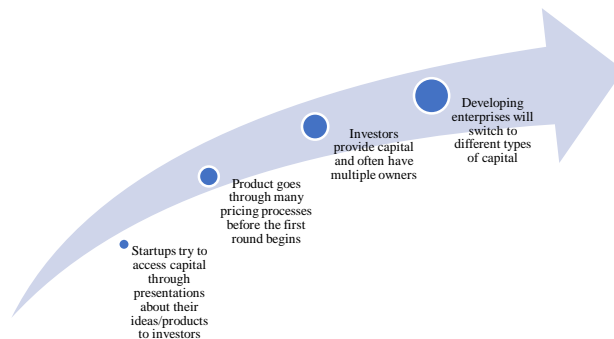 Startups try to
access capital
through
presentations
about their
ideas/products
to investors
Product goes
through many
pricing processes
before the first
round begins
Investors
provide capital
and often have
multiple owners
Developing
enterprises will
switch to
different types
of capital